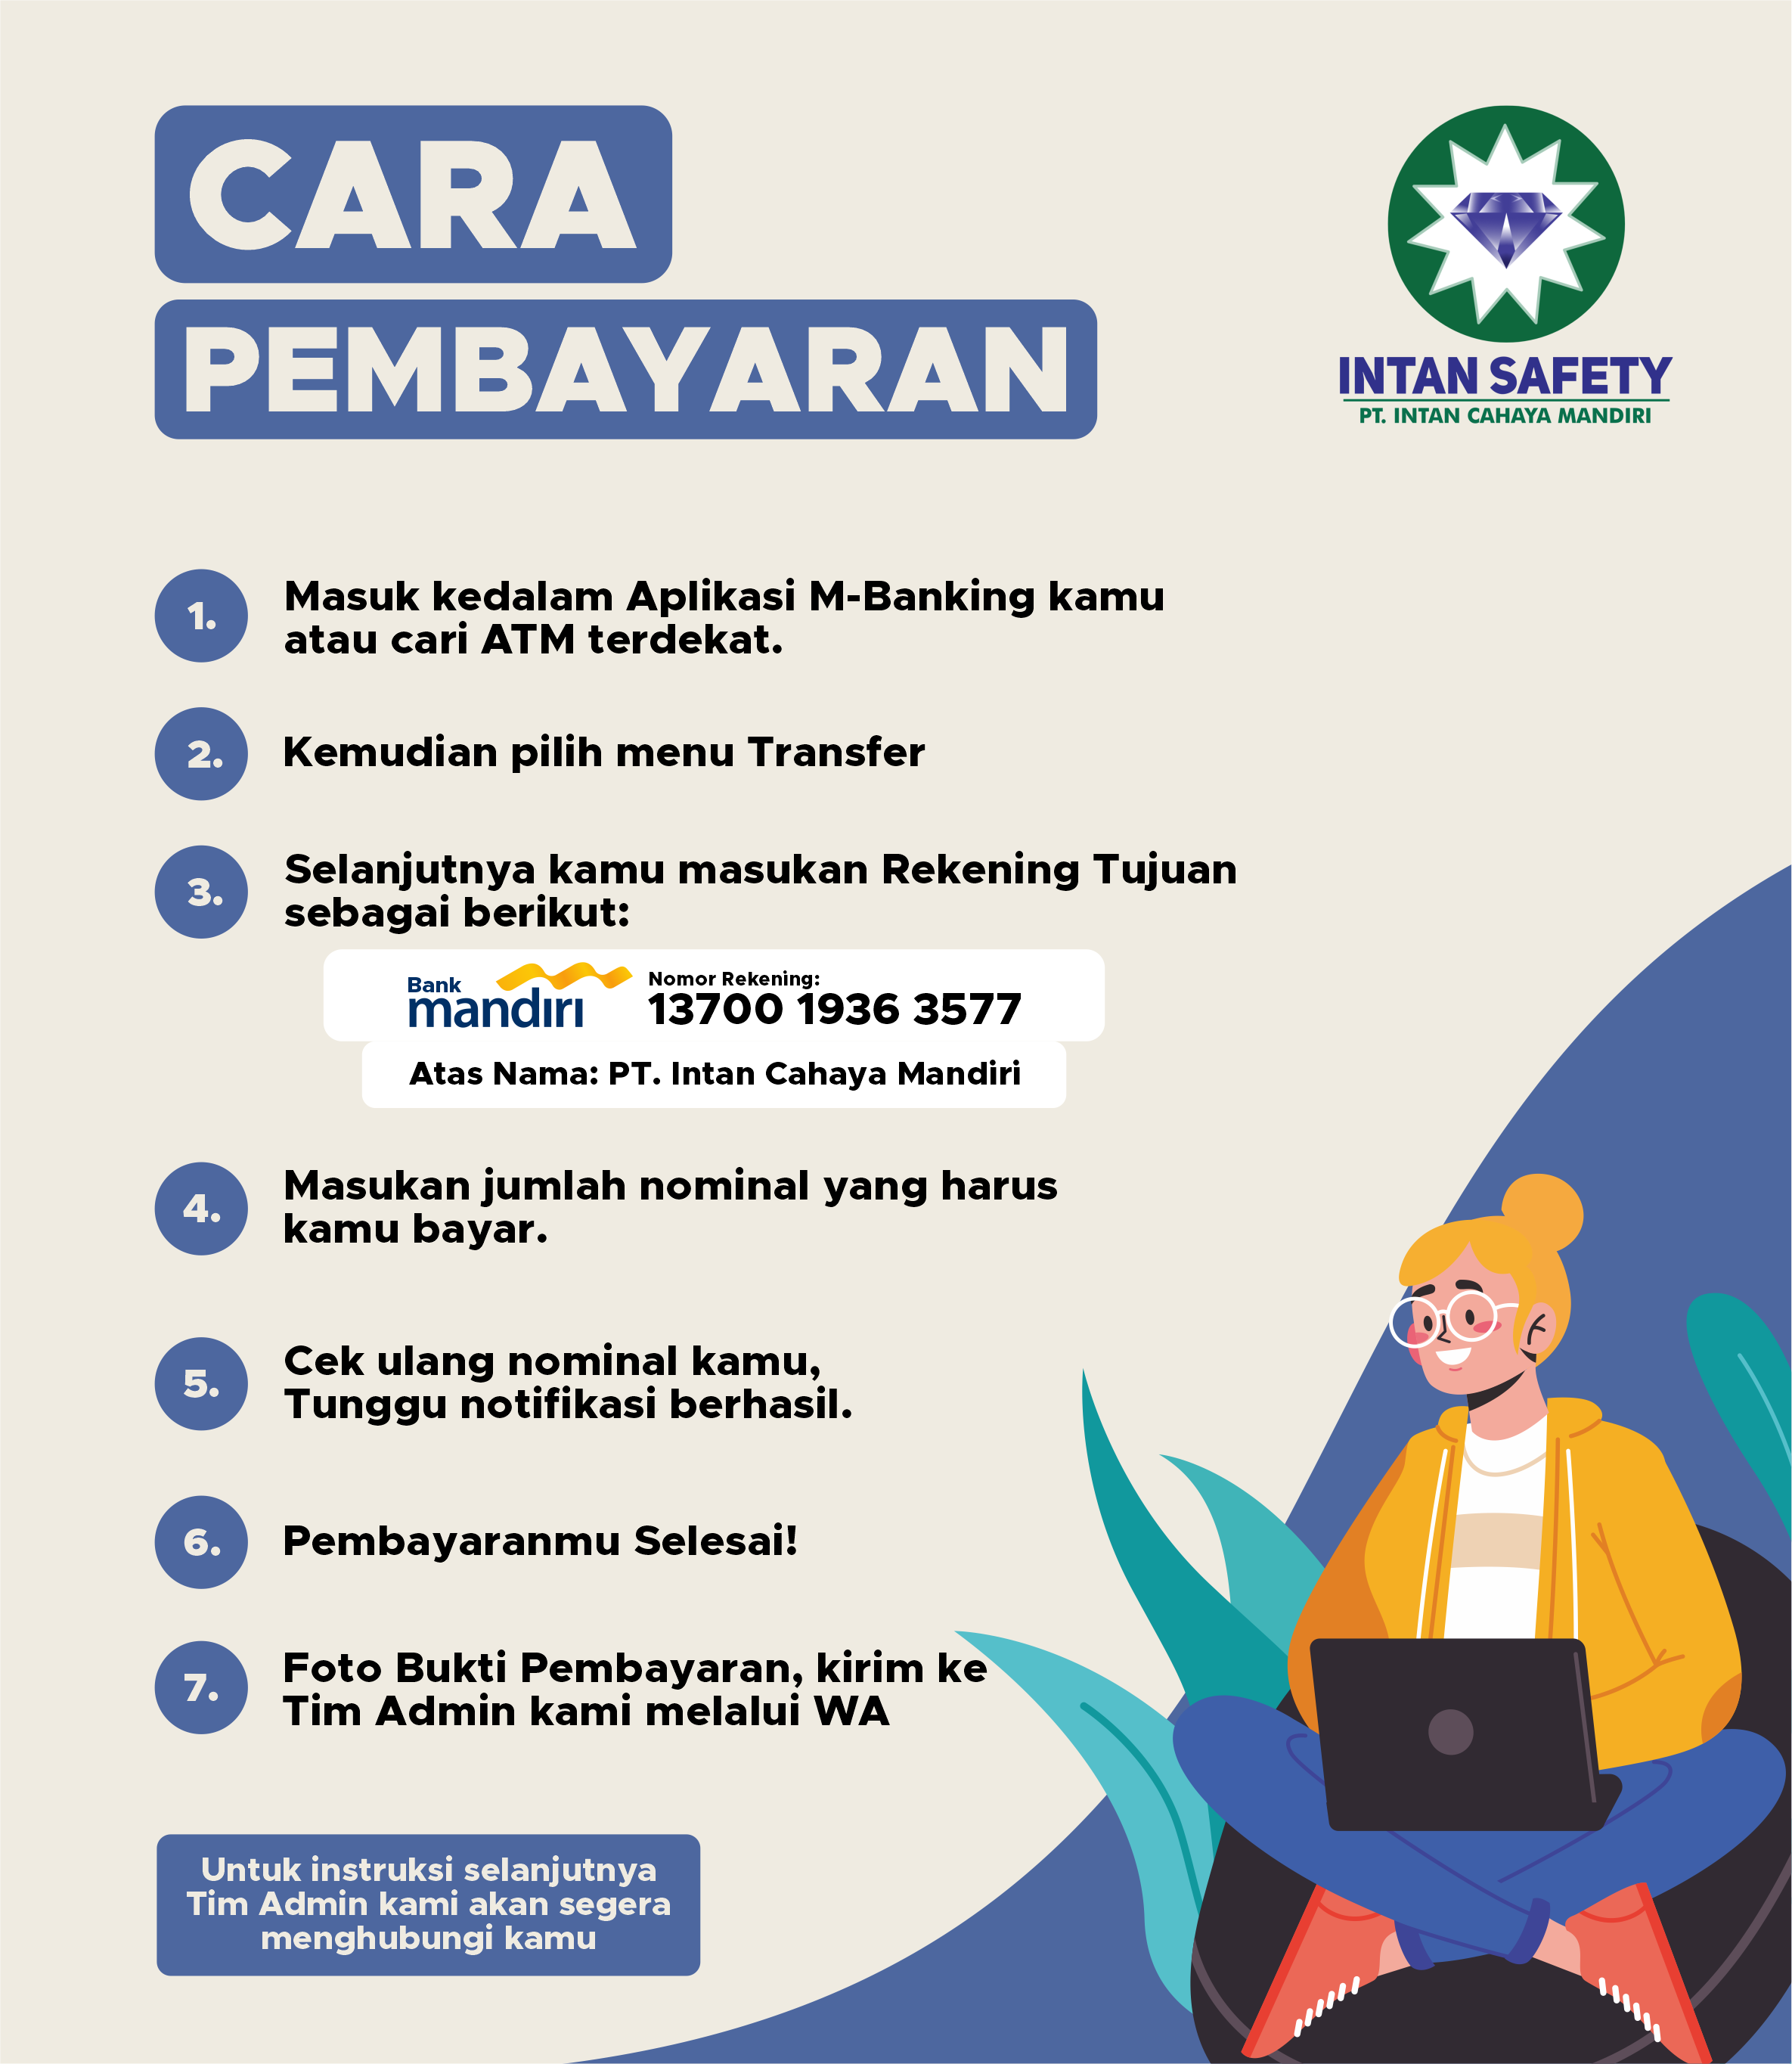 CARA
PEMBAYARAN
INTAN SAFETY
PT. INTAN CAHAYA MANDIRI
1. Masuk kedalam Aplikasi M-Banking kamu
atau cari ATM terdekat.
2. Kemudian pilih menu Transfer
3. Selanjutnya kamu masukan Rekening Tujuan
sebagai berikut:
Bank
mandiri
Nomor Rekening:
13700 1936 3577
Atas Nama: PT. Intan Cahaya Mandiri
4. Masukan jumlah nominal yang harus
kamu bayar.
5. Cek ulang nominal kamu,
Tunggu notifikasi berhasil.
6. Pembayaranmu Selesai!
7. Foto Bukti Pembayaran, kirim ke
Tim Admin kami melalui WA
Untuk instruksi selanjutnya
Tim Admin kami akan segera
menghubungi kamu